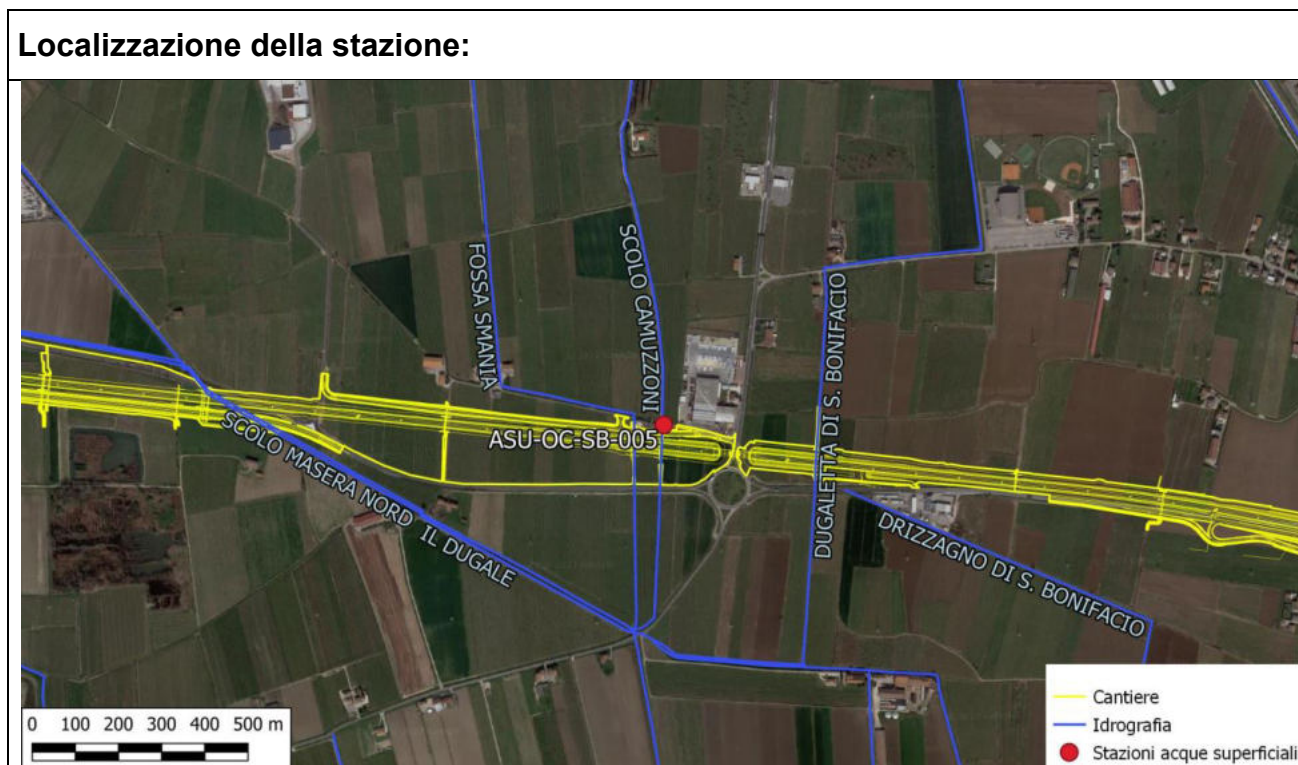 Localizzazione della stazione:
FOSSA SMANIA
SCOLO CAMUZZONI
DUGALETTA DI S. BONIFACIO
ASU-OC-SB-005
SCOLO MASERA NORD IL DUGALE
DRIZZAGNO DI S. BONIFACIO
0 100 200 300 400 500 m
Cantiere
Idrografia
Stazioni acque superficiali